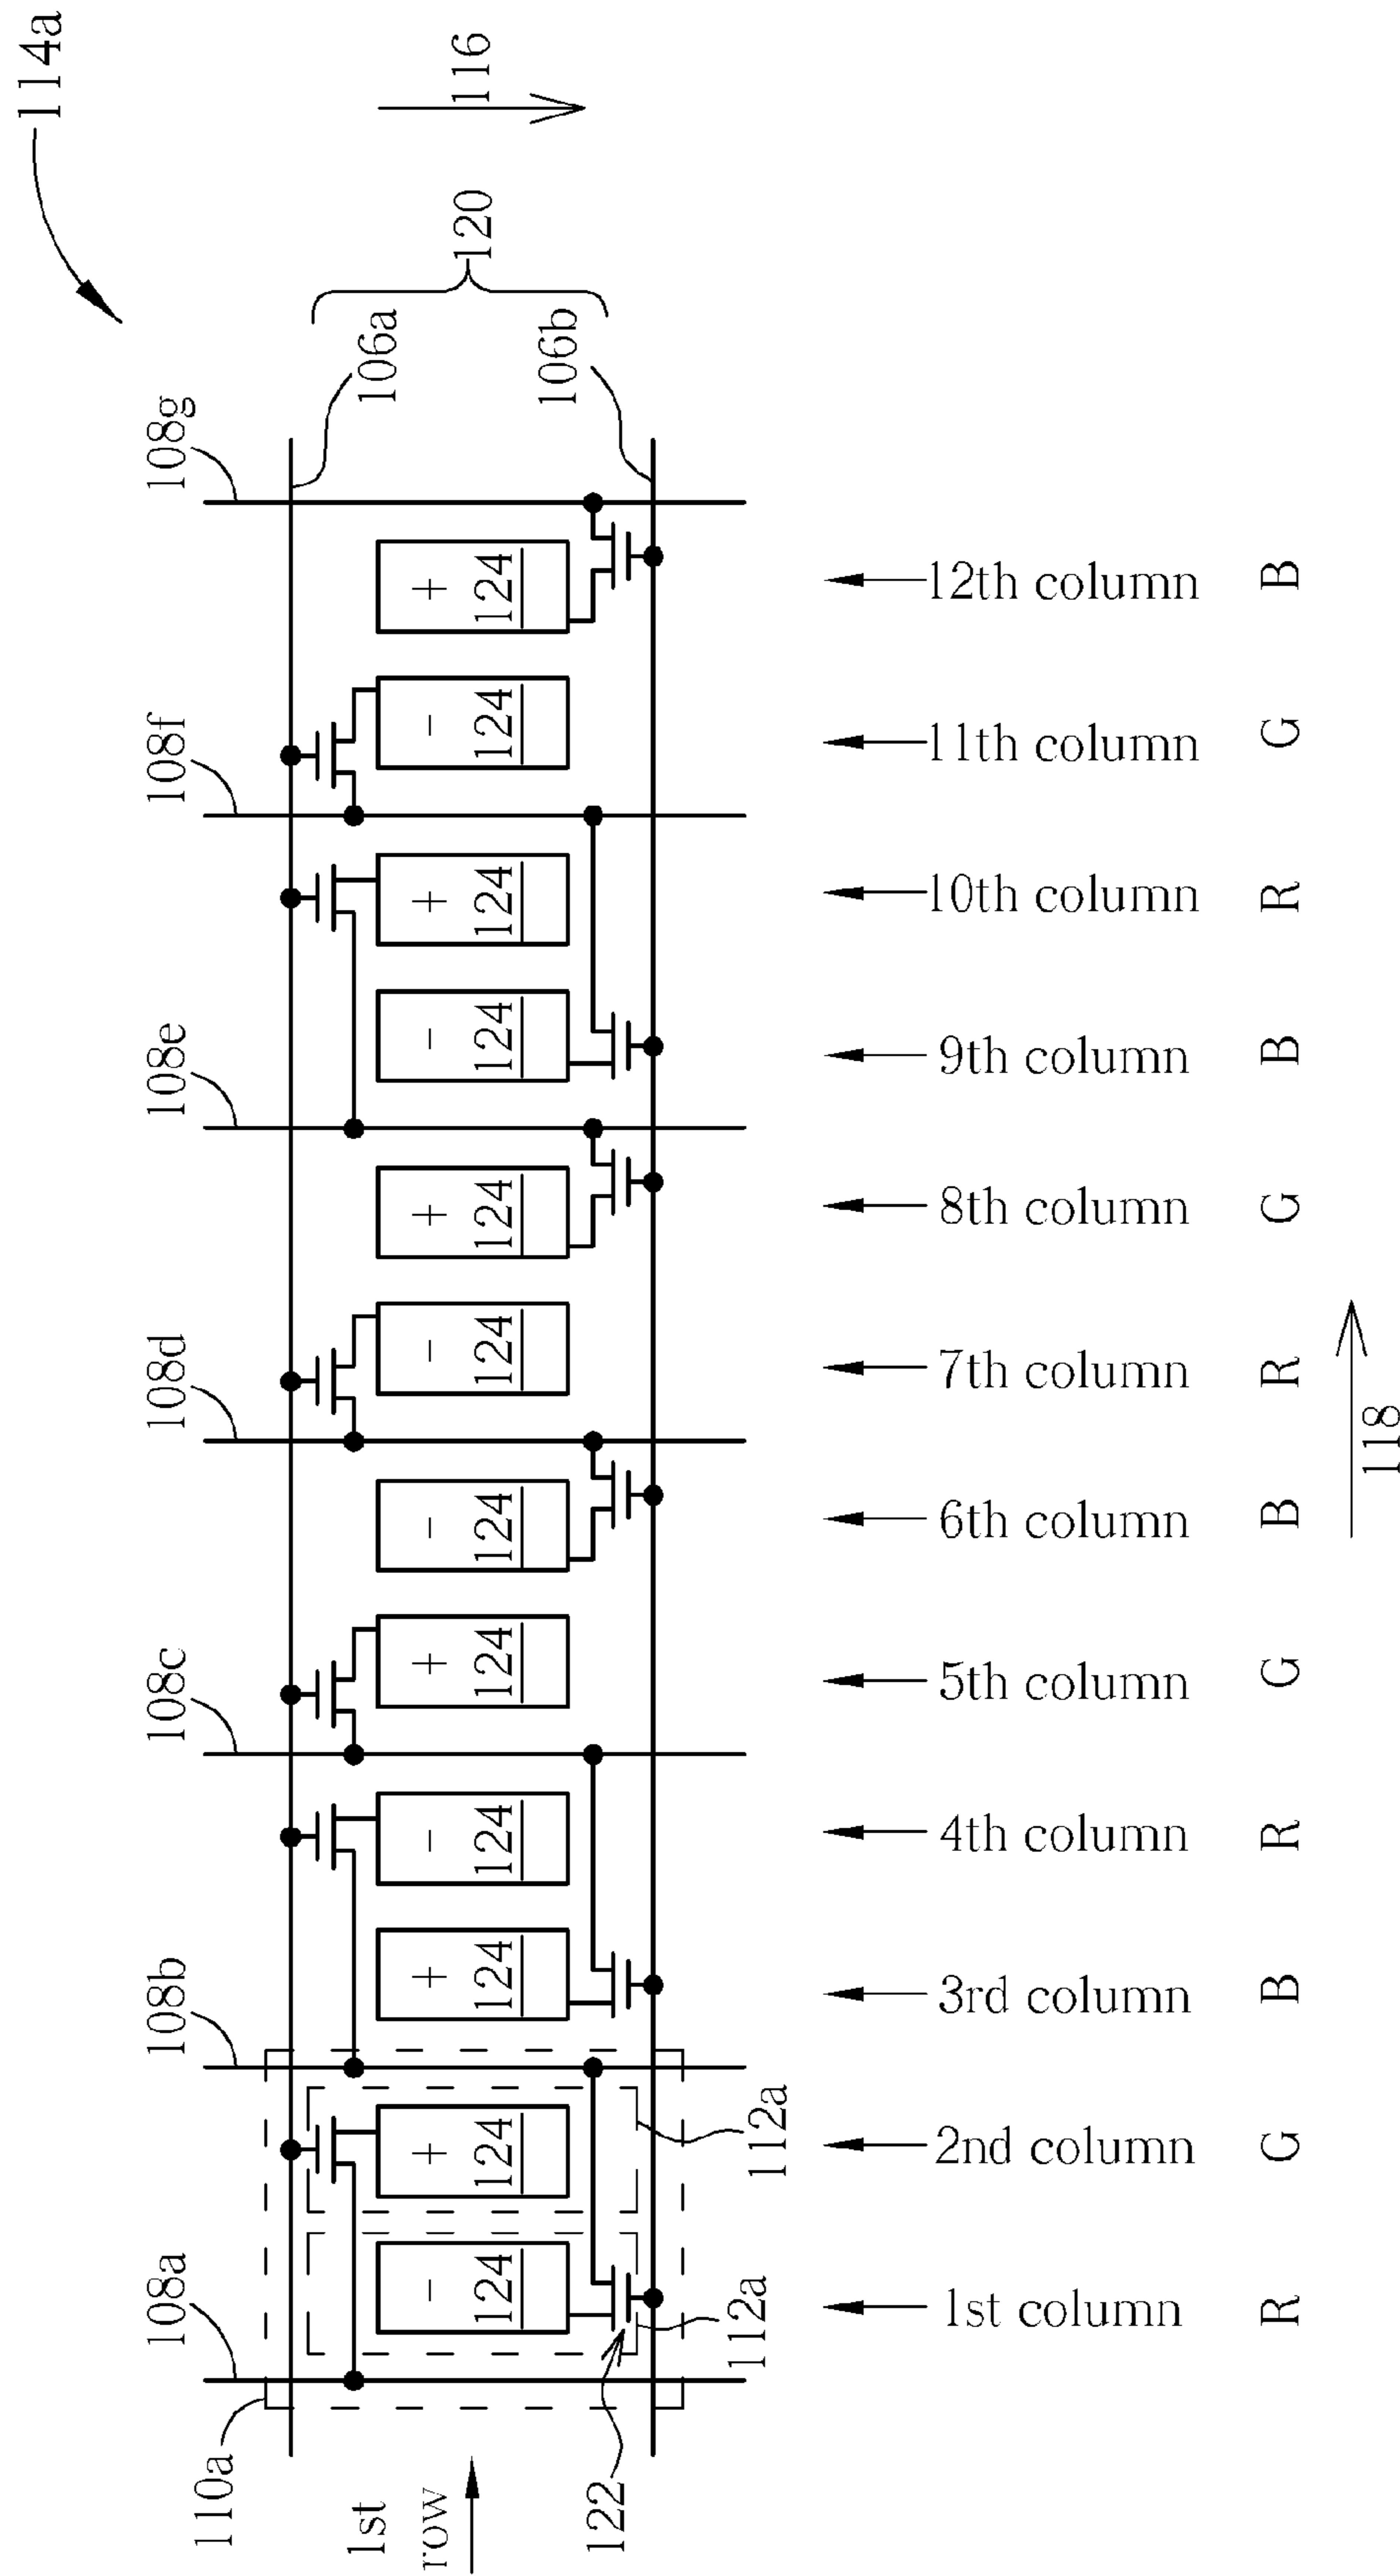 114a
108a
108b
108c
108d
108e
108f
108g
110a
106a
106b
120
116
1st
row
122
- 124
+ 124
+ 124
- 124
+ 124
- 124
- 124
+ 124
- 124
+ 124
- 124
+ 124
112a
112a
1st column
2nd column
3rd column
4th column
5th column
6th column
7th column
8th column
9th column
10th column
11th column
12th column
R G B R G B R G B R G B
118